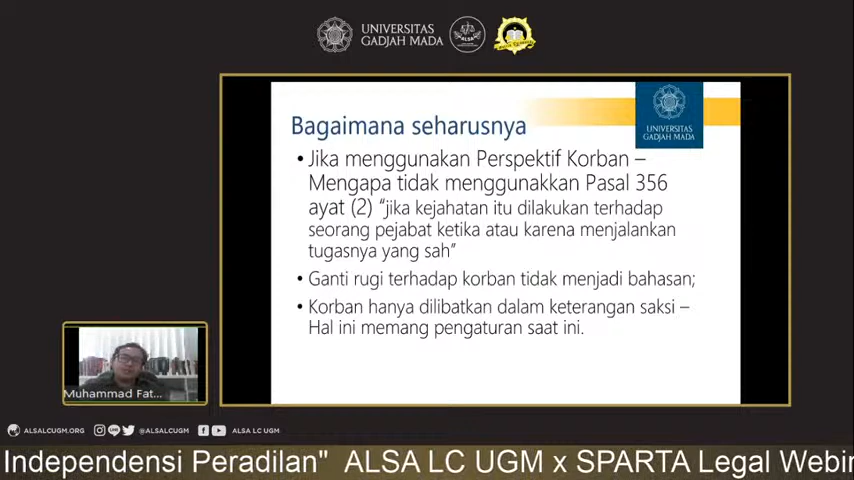 UNIVERSITAS
GADJAH MADA
ALSA
Bagaimana seharusnya
UNIVERSITAS
GADJAH MADA
• Jika menggunakan Perspektif Korban –
Mengapa tidak menggunakkan Pasal 356
ayat (2) “jika kejahatan itu dilakukan terhadap
seorang pejabat ketika atau karena menjalankan
tugasnya yang sah”
• Ganti rugi terhadap korban tidak menjadi bahasan;
• Korban hanya dilibatkan dalam keterangan saksi –
Hal ini memang pengaturan saat ini.
Muhammad Fat...
ALSALCUGM.ORG @ALSALCUGM ALSA LC UGM
Independensi Peradilan" ALSA LC UGM x SPARTA Legal Webin